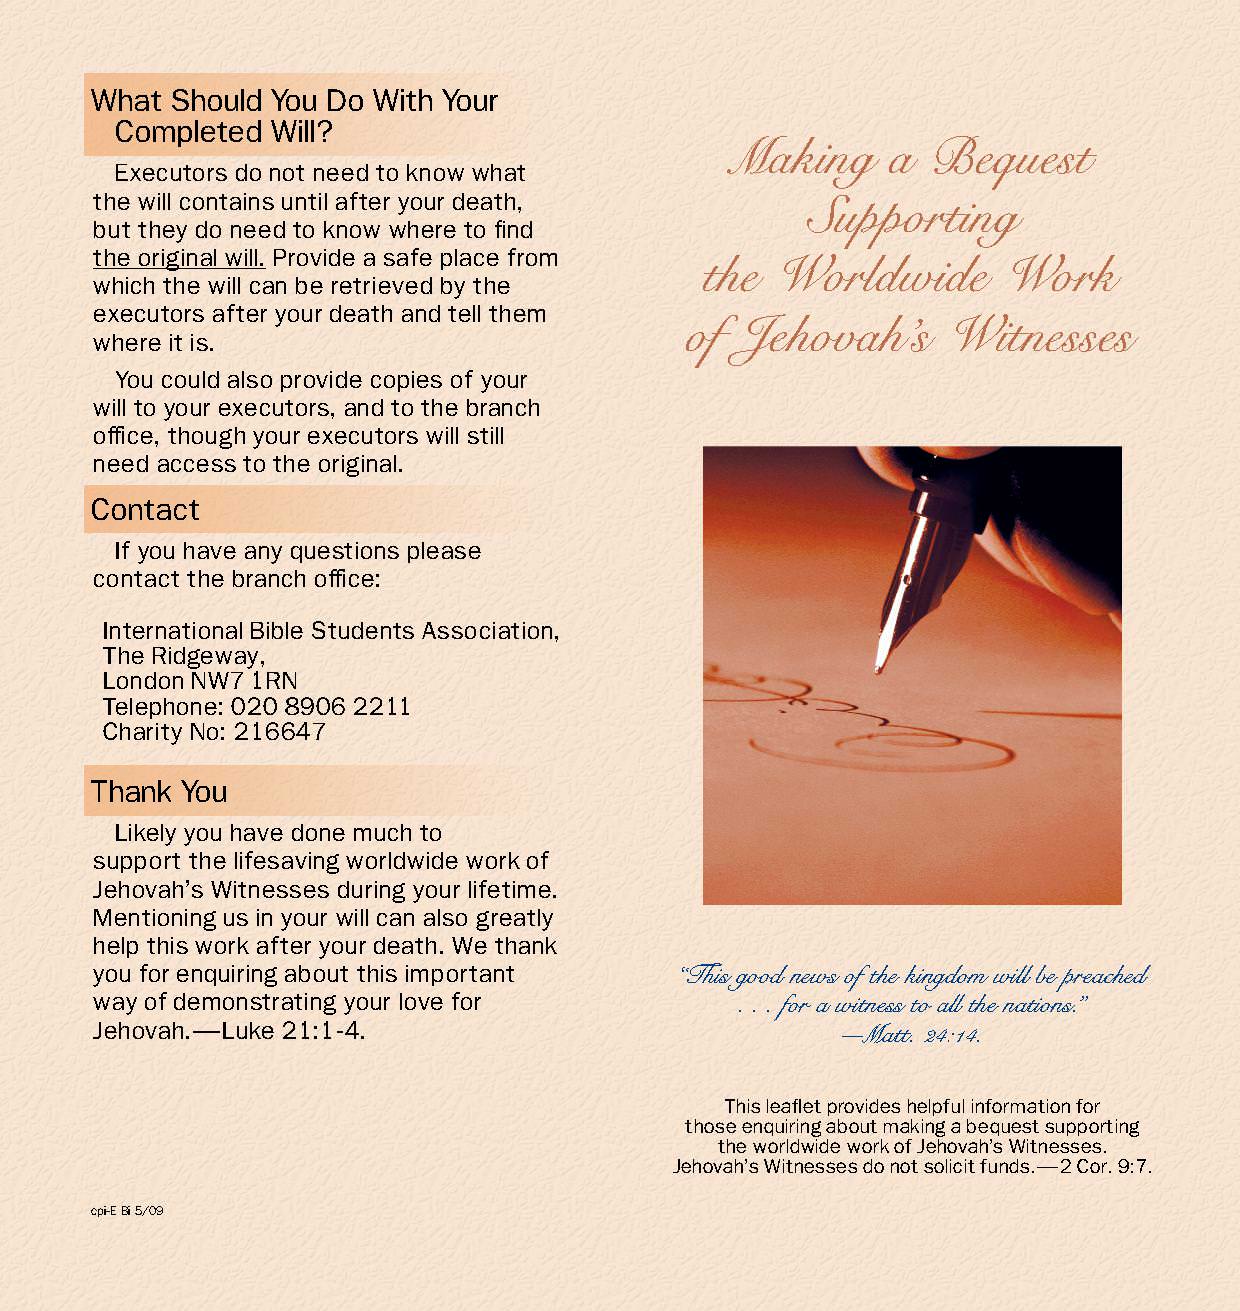 What Should You Do With Your
Completed Will?
Executors do not need to know what
the will contains until after your death,
but they do need to know where to find
the original will. Provide a safe place from
which the will can be retrieved by the
executors after your death and tell them
where it is.
You could also provide copies of your
will to your executors, and to the branch
office, though your executors will still
need access to the original.
Contact
If you have any questions please
contact the branch office:
International Bible Students Association,
The Ridgeway,
London NW7 1RN
Telephone: 020 8906 2211
Charity No: 216647
Thank You
Likely you have done much to
support the lifesaving worldwide work of
Jehovah’s Witnesses during your lifetime.
Mentioning us in your will can also greatly
help this work after your death. We thank
you for enquiring about this important
way of demonstrating your love for
Jehovah.—Luke 21:1-4.
cpi-E Bi 5/09
Making a Bequest
Supporting
the Worldwide Work
of Jehovah’s Witnesses
“This good news of the kingdom will be preached
. . . for a witness to all the nations.”
—Matt. 24:14.
This leaflet provides helpful information for
those enquiring about making a bequest supporting
the worldwide work of Jehovah’s Witnesses.
Jehovah’s Witnesses do not solicit funds.—2 Cor. 9:7.